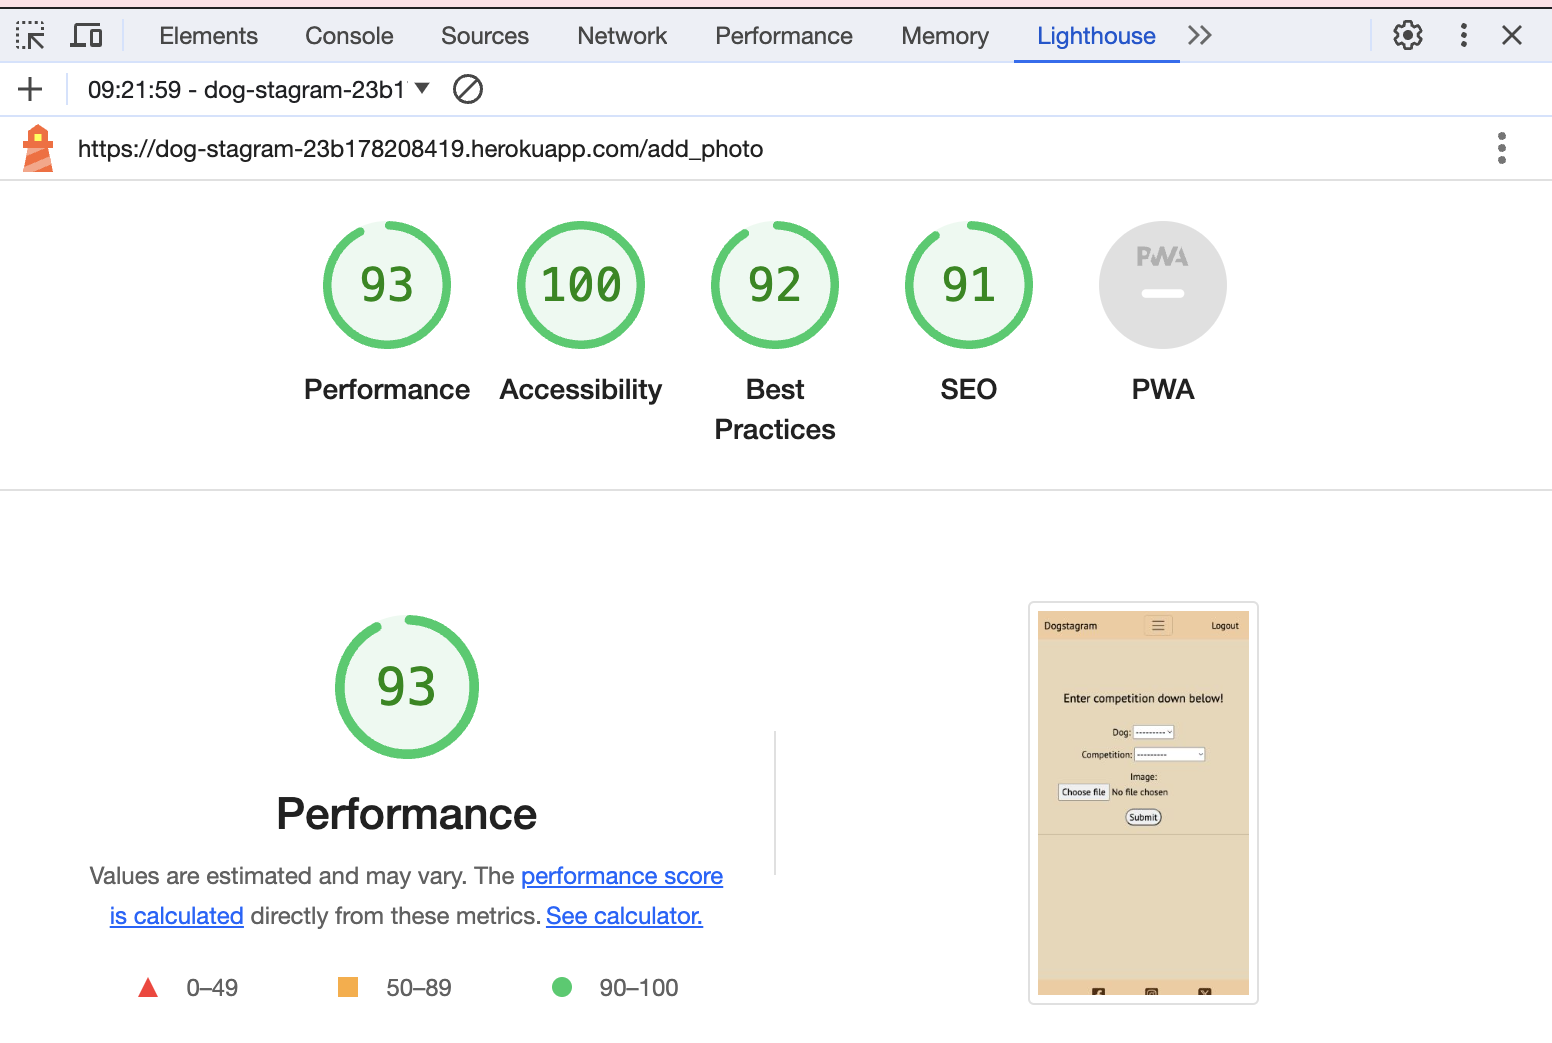 Elements Console Sources Network Performance Memory Lighthouse
09:21:59 - dog-stagram-23b1
https://dog-stagram-23b178208419.herokuapp.com/add_photo
93 100 92 91 PWA
Performance Accessibility Best Practices SEO PWA
93
Performance
Values are estimated and may vary. The performance score
is calculated directly from these metrics. See calculator.
0–49 50–89 90–100
Dogstagram Logout
Enter competition down below!
Dog: ---------
Competition: ---------
Image:
Choose file No file chosen
Submit